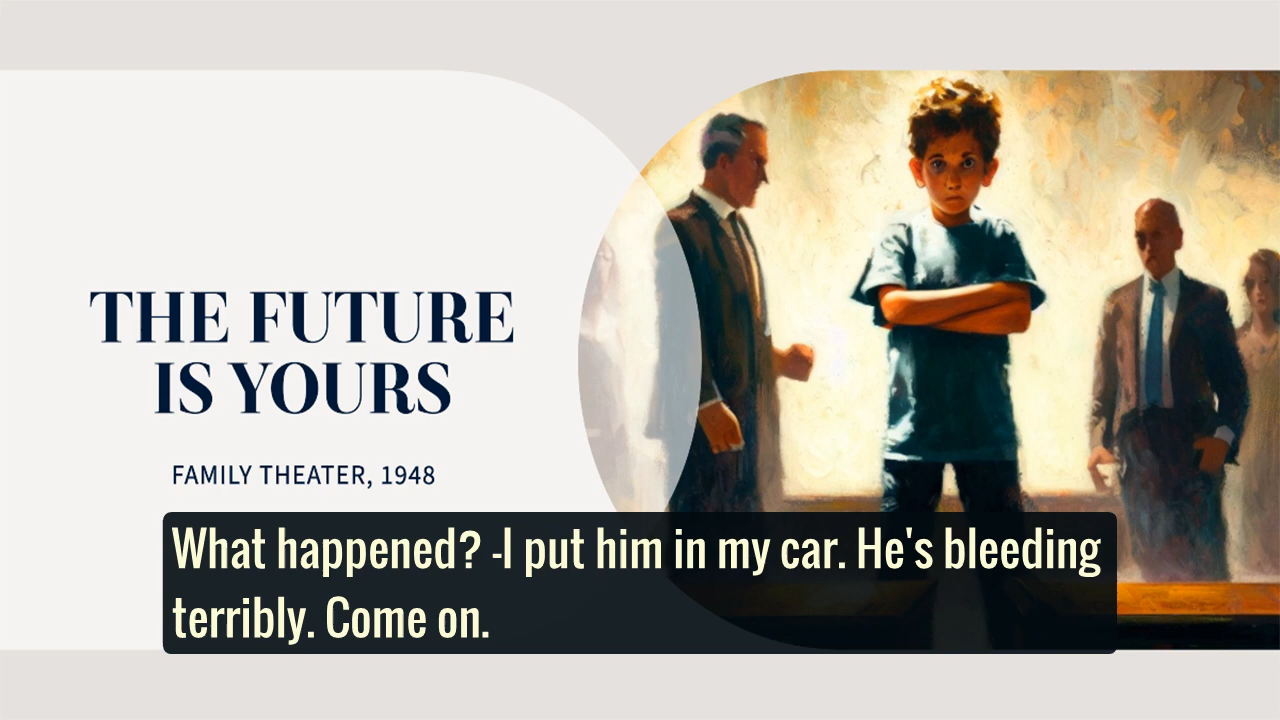 THE FUTURE
IS YOURS
FAMILY THEATER, 1948
What happened? -I put him in my car. He's bleeding
terribly. Come on.